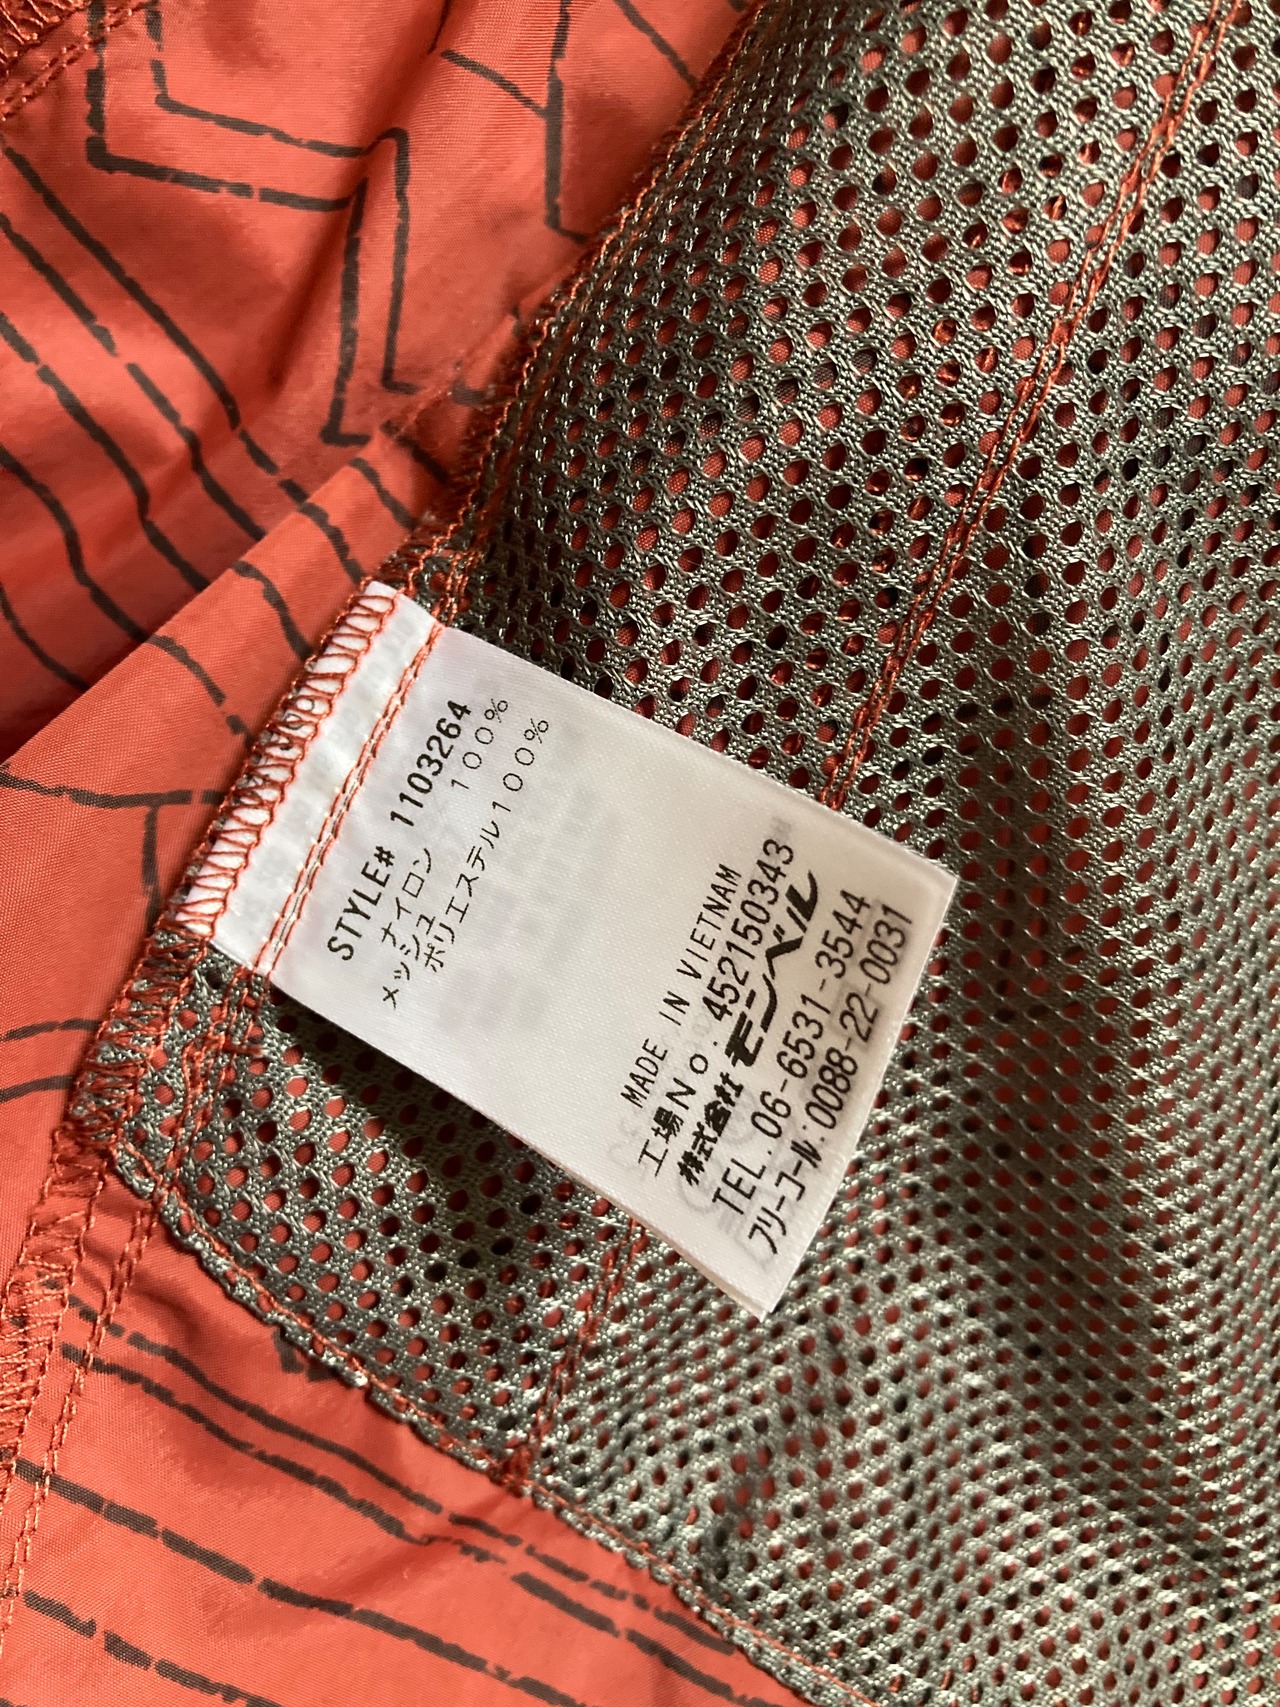 STYLE# 1103264
ナイロン 100%
メッシュ
ポリエステル100%
MADE IN VIETNAM
工場No. 452150343
株式会社モンベル
TEL. 06-6531-3544
フリーコール:0088-22-0031